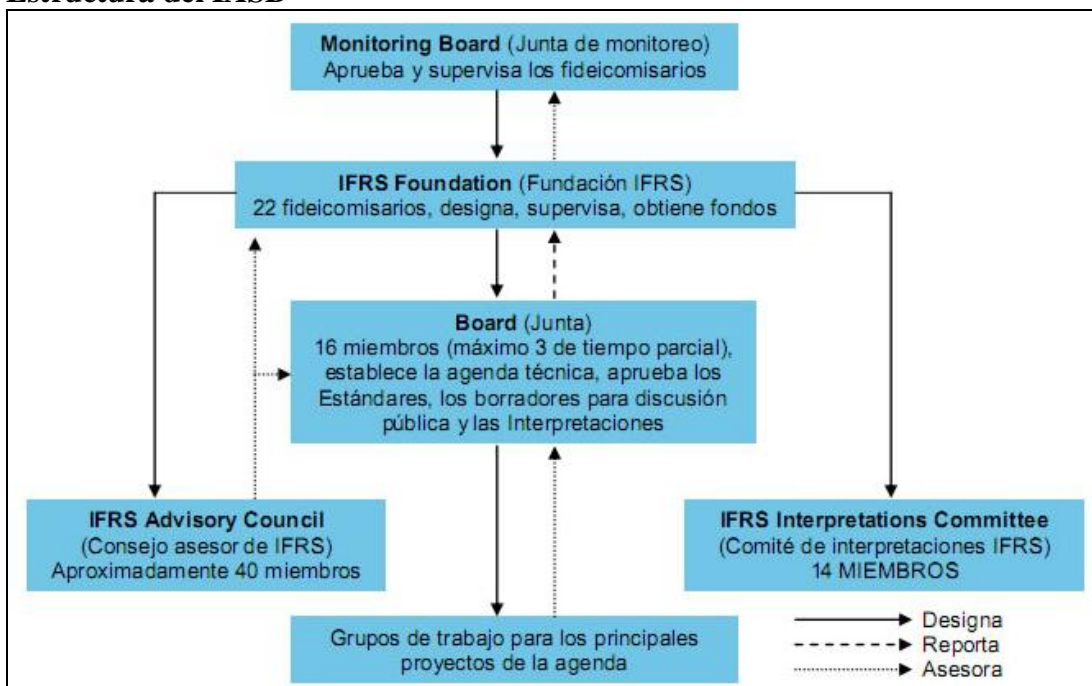 Monitoring Board (Junta de monitoreo)
Aprueba y supervisa los fideicomisarios
IFRS Foundation (Fundación IFRS)
22 fideicomisarios, designa, supervisa, obtiene fondos
Board (Junta)
16 miembros (máximo 3 de tiempo parcial),
establece la agenda técnica, aprueba los
Estándares, los borradores para discusión
pública y las Interpretaciones
IFRS Advisory Council
(Consejo asesor de IFRS)
Aproximadamente 40 miembros
IFRS Interpretations Committee
(Comité de interpretaciones IFRS)
14 MIEMBROS
Grupos de trabajo para los principales
proyectos de la agenda
Designa
Reporta
Asesora